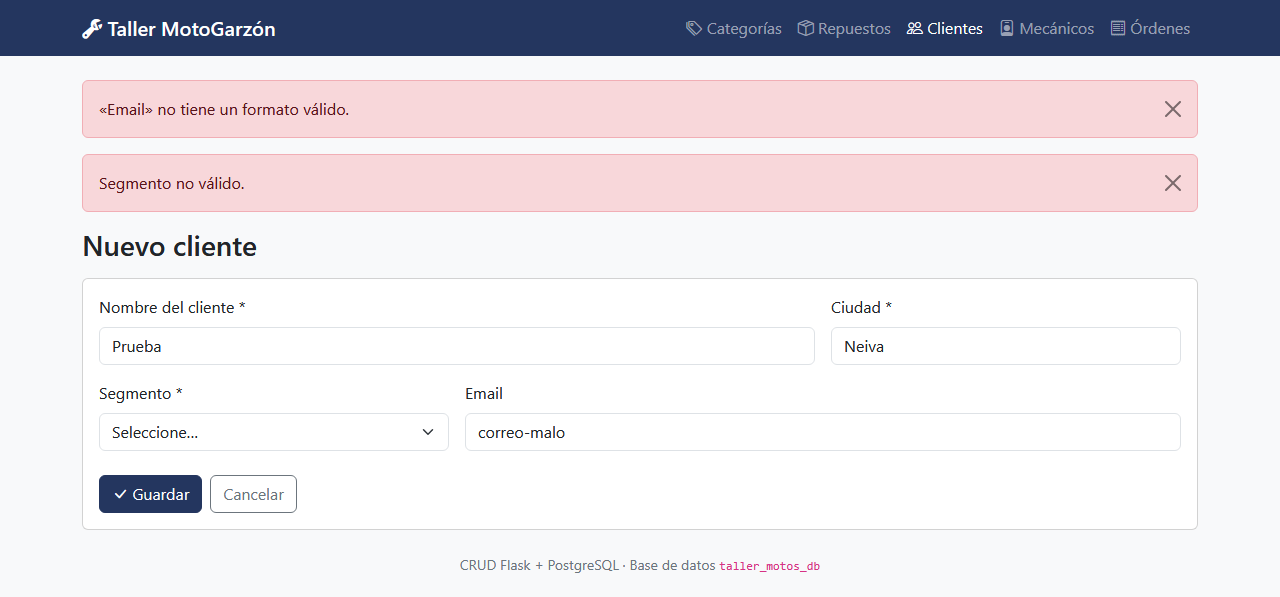 Taller MotoGarzón
Categorías Repuestos Clientes Mecánicos Órdenes
«Email» no tiene un formato válido.
Segmento no válido.
Nuevo cliente
Nombre del cliente * Ciudad *
Prueba Neiva
Segmento * Email
Seleccione... correo-malo
Guardar Cancelar
CRUD Flask + PostgreSQL · Base de datos taller_motos_db